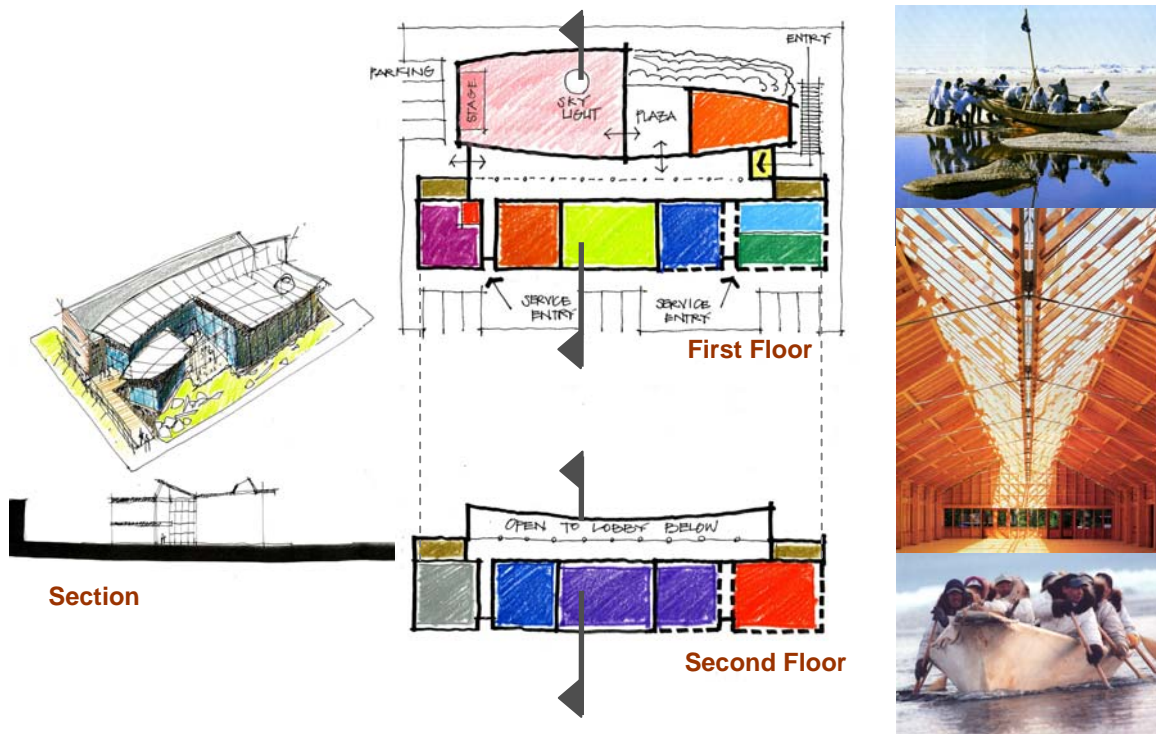 ENTRY
PARKING
STAGE
SKY
LIGHT
PLAZA
SERVICE
ENTRY
SERVICE
ENTRY
First Floor
OPEN TO LOBBY BELOW
Section
Second Floor